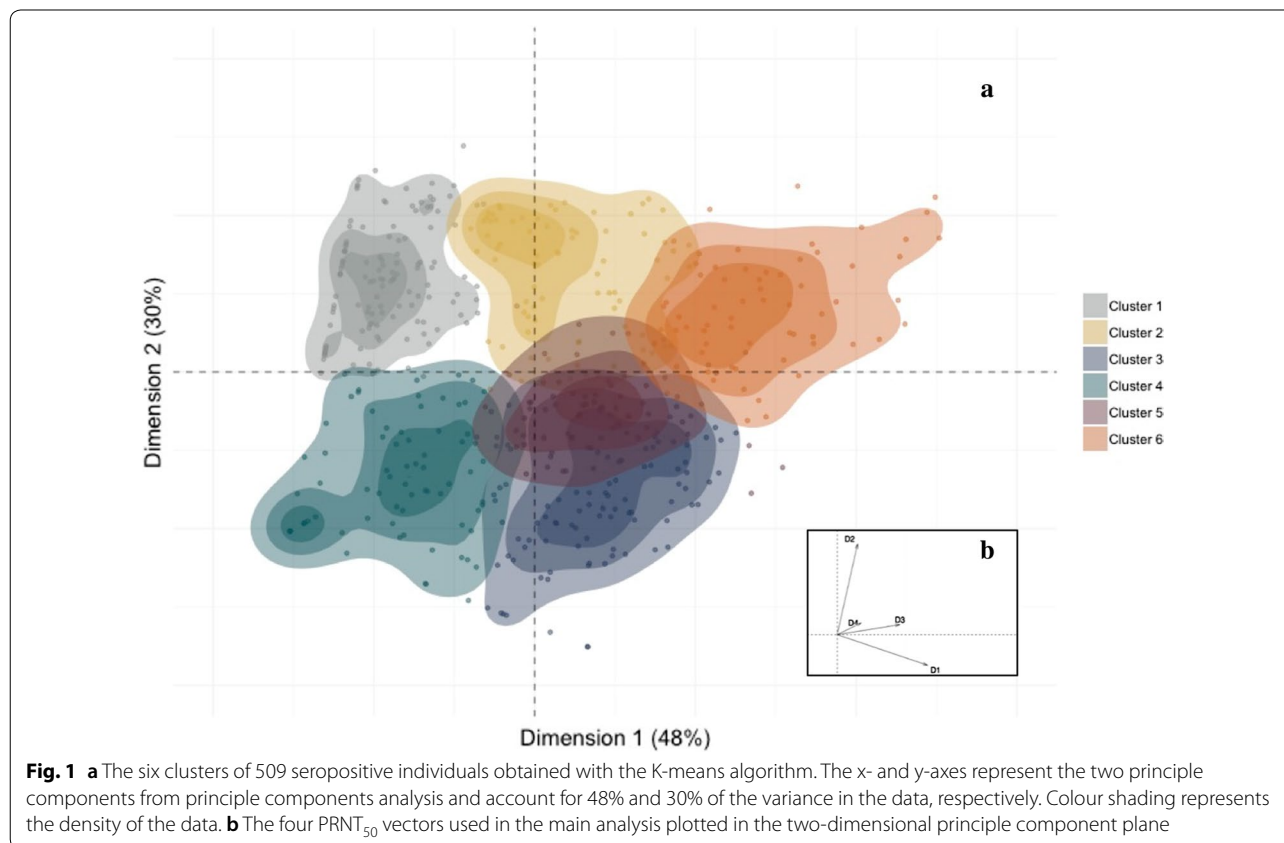 a
Dimension 2 (30%)
Cluster 1
Cluster 2
Cluster 3
Cluster 4
Cluster 5
Cluster 6
b
D2
D4
D3
D1
Dimension 1 (48%)
Fig. 1 a The six clusters of 509 seropositive individuals obtained with the K-means algorithm. The x- and y-axes represent the two principle
components from principle components analysis and account for 48% and 30% of the variance in the data, respectively. Colour shading represents
the density of the data. b The four PRNT50 vectors used in the main analysis plotted in the two-dimensional principle component plane